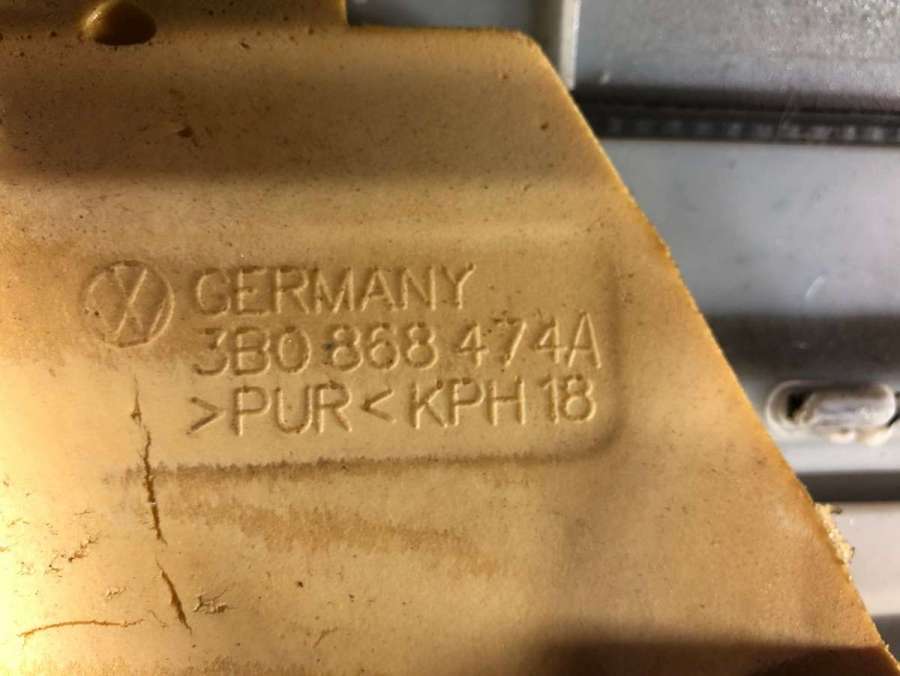 GERMANY
3B0 868 474A
>PUR< KPH 18